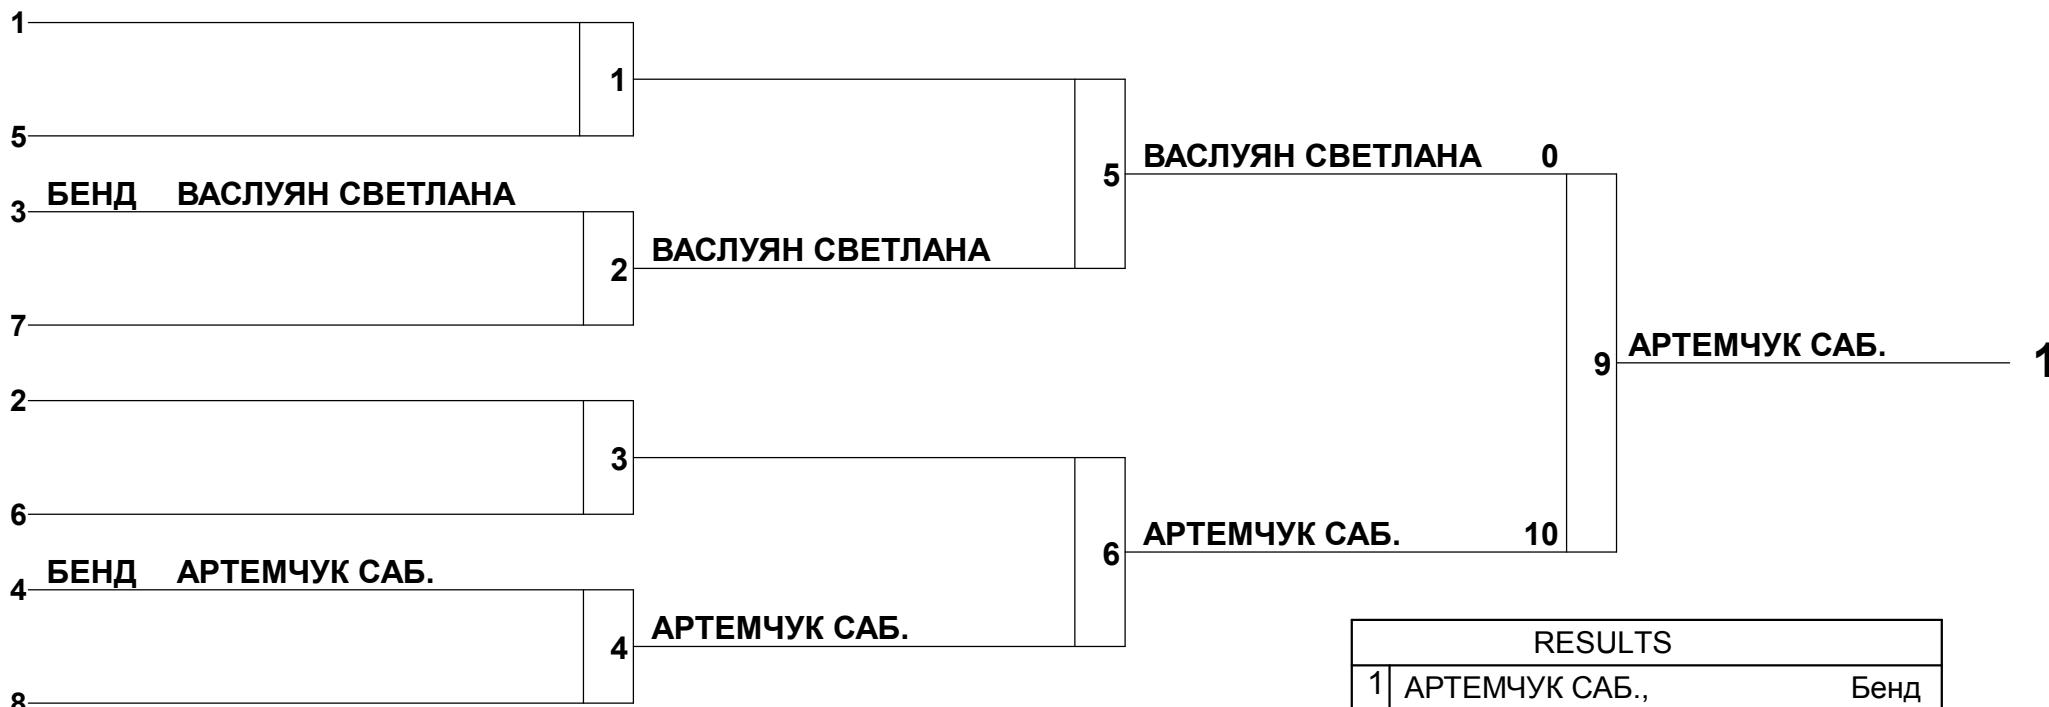 1
1
5
ВАСЛУЯН СВЕТЛАНА 0
5
3 БЕНД ВАСЛУЯН СВЕТЛАНА
ВАСЛУЯН СВЕТЛАНА
2
7
АРТЕМЧУК САБ. 1
9
2
3
6
АРТЕМЧУК САБ. 10
6
4 БЕНД АРТЕМЧУК САБ.
АРТЕМЧУК САБ.
4
8
RESULTS
1 АРТЕМЧУК САБ., Бенд